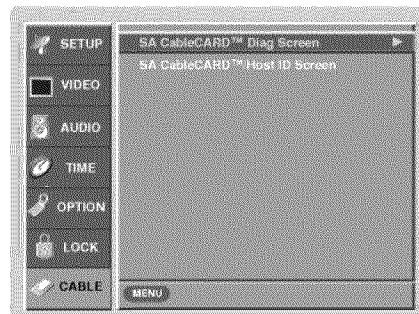 SETUP
VIDEO
AUDIO
TIME
OPTION
LOCK
CABLE
SA CableCARD™ Diag Screen
SA CableCARD™ Host ID Screen
MENU